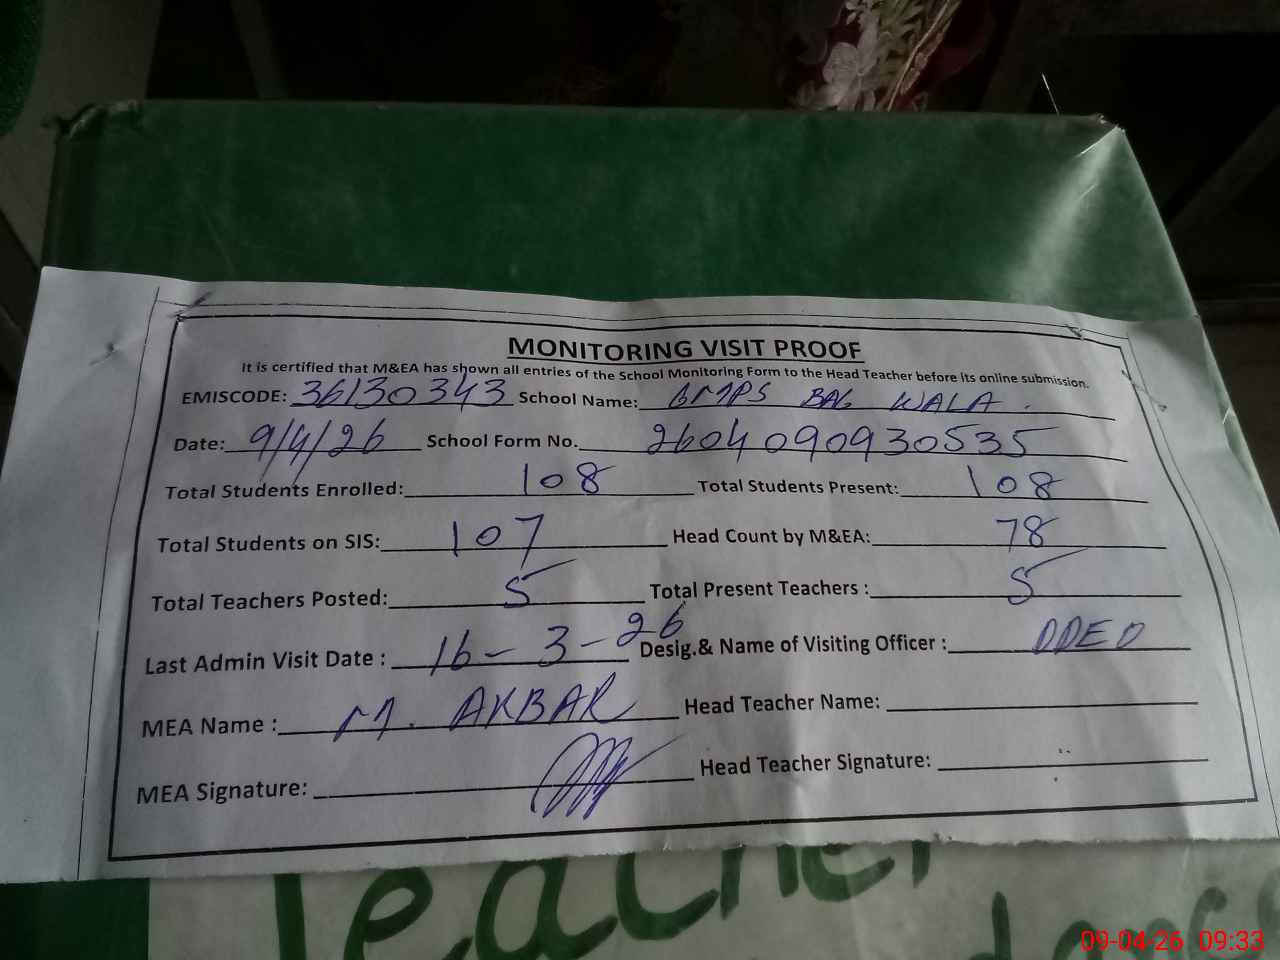 MONITORING VISIT PROOF
It is certified that M&EA has shown all entries of the School Monitoring Form to the Head Teacher before its online submission.
EMISCODE: 36130343 School Name: GMPS BAG WALA.
Date: 9/4/26 School Form No. 2604090930535
Total Students Enrolled: 108 Total Students Present: 108
Total Students on SIS: 107 Head Count by M&EA: 78
Total Teachers Posted: 5 Total Present Teachers : 5
Last Admin Visit Date : 16-3-26 Desig.& Name of Visiting Officer : DDEO
MEA Name : M. AKBAR Head Teacher Name:
MEA Signature: Head Teacher Signature:
Teacher
09-04-26 09:33